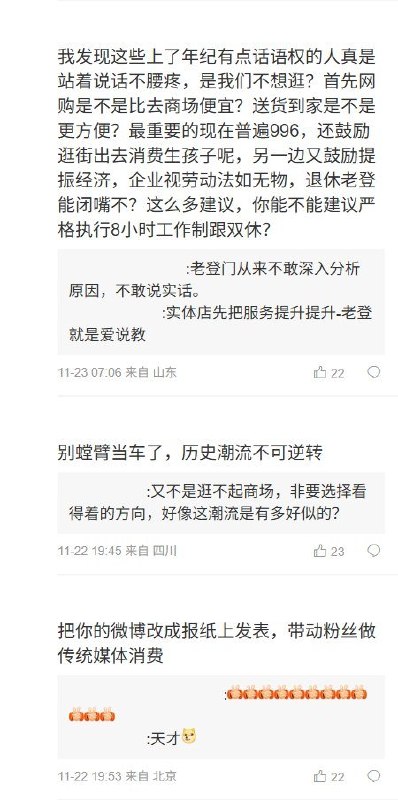 我发现这些上了年纪有点话语权的人真是
站着说话不腰疼，是我们不想逛？首先网
购是不是比去商场便宜？送货到家是不是
更方便？最重要的现在普遍996，还鼓励
逛街出去消费生孩子呢，另一边又鼓励提
振经济，企业视劳动法如无物，退休老登
能闭嘴不？这么多建议，你能不能建议严
格执行8小时工作制跟双休？
:老登门从来不敢深入分析
原因，不敢说实话。
:实体店先把服务提升提升-老登
就是爱说教
11-23 07:06 来自 山东 22
别螳臂当车了，历史潮流不可逆转
:又不是逛不起商场，非要选择看
得着的方向，好像这潮流是有多好似的？
11-22 19:45 来自 四川 23
把你的微博改成报纸上发表，带动粉丝做
传统媒体消费
:
:天才
11-22 19:53 来自 北京 22